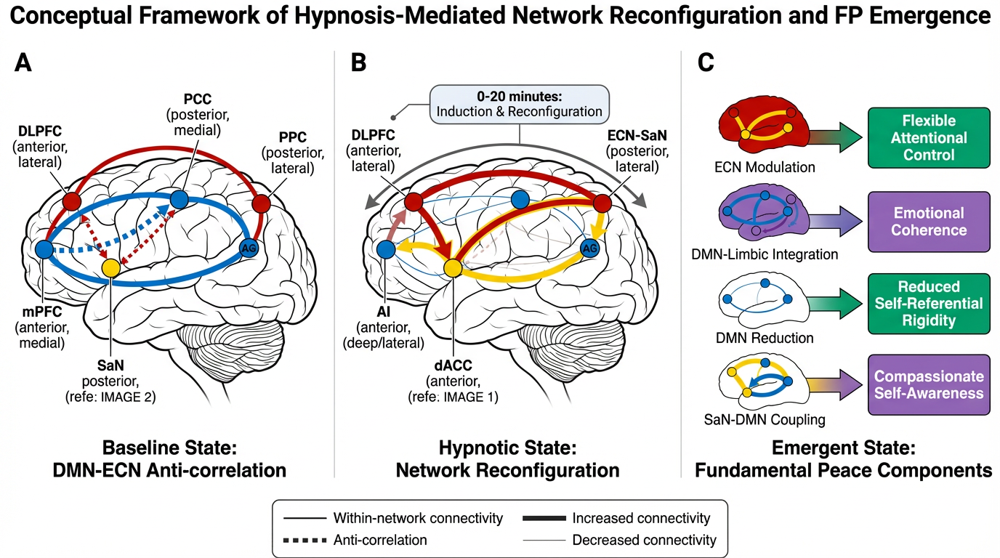 Conceptual Framework of Hypnosis-Mediated Network Reconfiguration and FP Emergence
A
DLPFC
(anterior,
lateral)
PCC
(posterior,
medial)
PPC
(posterior,
lateral)
AG
mPFC
(anterior,
medial)
SaN
posterior,
(refe: IMAGE 2)
Baseline State:
DMN-ECN Anti-correlation
B
0-20 minutes:
Induction & Reconfiguration
DLPFC
(anterior,
lateral)
ECN-SaN
(posterior,
lateral)
AG
AI
(anterior,
(deep/lateral)
dACC
(anterior,
(refe: IMAGE 1)
Hypnotic State:
Network Reconfiguration
C
ECN Modulation
Flexible
Attentional
Control
DMN-Limbic Integration
Emotional
Coherence
DMN Reduction
Reduced
Self-Referential
Rigidity
SaN-DMN Coupling
Compassionate
Self-Awareness
Emergent State:
Fundamental Peace Components
Within-network connectivity
Increased connectivity
Anti-correlation
Decreased connectivity